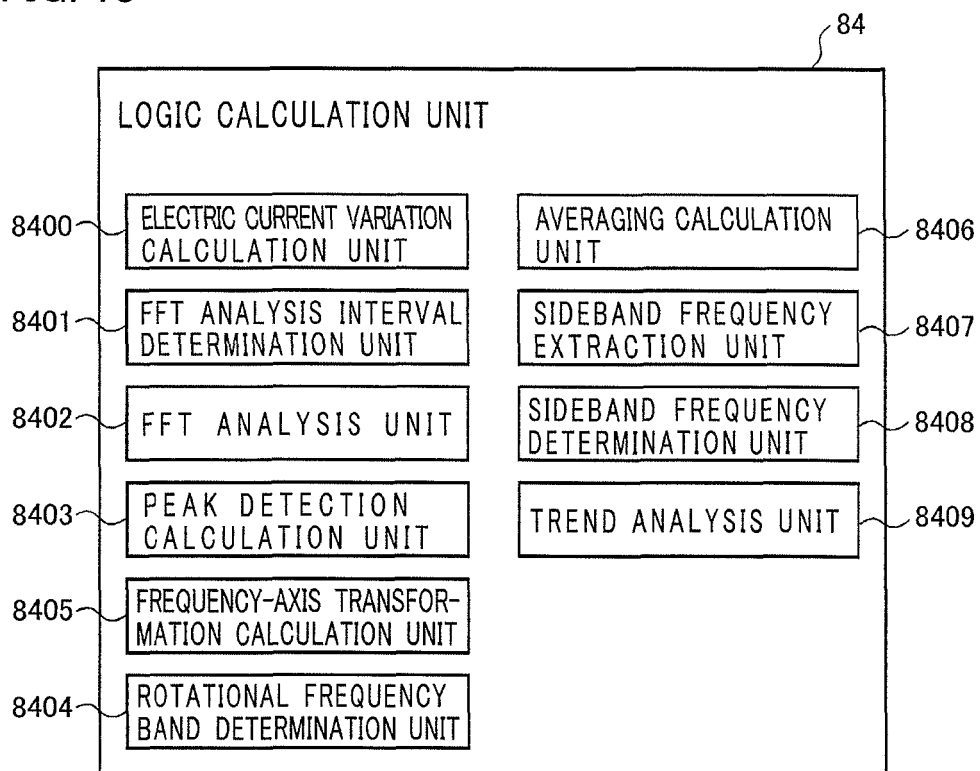 84
LOGIC CALCULATION UNIT
8400
ELECTRIC CURRENT VARIATION
CALCULATION UNIT
8401
FFT ANALYSIS INTERVAL
DETERMINATION UNIT
8402
FFT ANALYSIS UNIT
8403
PEAK DETECTION
CALCULATION UNIT
8405
FREQUENCY-AXIS TRANSFOR-
MATION CALCULATION UNIT
8404
ROTATIONAL FREQUENCY
BAND DETERMINATION UNIT
AVERAGING CALCULATION
UNIT
8406
SIDEBAND FREQUENCY
EXTRACTION UNIT
8407
SIDEBAND FREQUENCY
DETERMINATION UNIT
8408
TREND ANALYSIS UNIT
8409